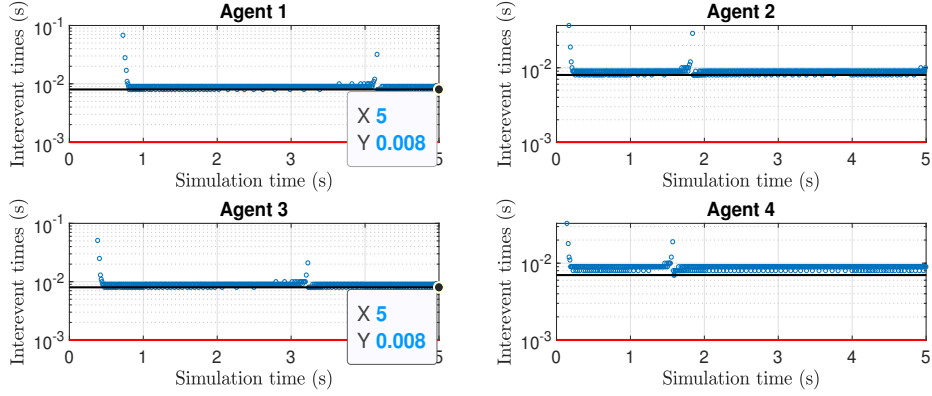 Agent 1
Interevent times (s)
10^-1
10^-2
10^-3
X 5
Y 0.008
0 1 2 3 5
Simulation time (s)
Agent 2
Interevent times (s)
10^-2
10^-3
0 1 2 3 4 5
Simulation time (s)
Agent 3
Interevent times (s)
10^-1
10^-2
10^-3
X 5
Y 0.008
0 1 2 3 5
Simulation time (s)
Agent 4
Interevent times (s)
10^-2
10^-3
0 1 2 3 4 5
Simulation time (s)